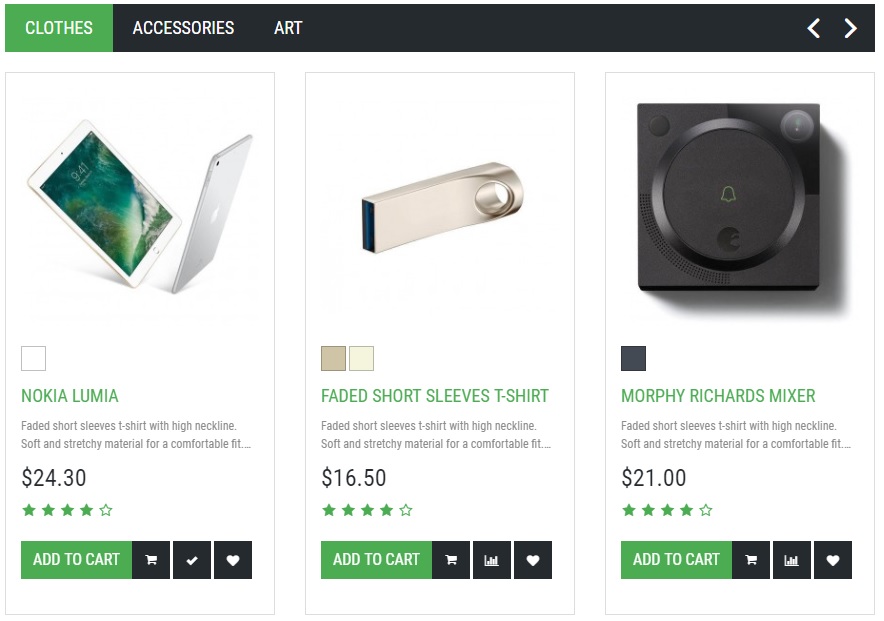 CLOTHES ACCESSORIES ART
9:41
NOKIA LUMIA
Faded short sleeves t-shirt with high neckline.
Soft and stretchy material for a comfortable fit....
$24.30
ADD TO CART
FADED SHORT SLEEVES T-SHIRT
Faded short sleeves t-shirt with high neckline.
Soft and stretchy material for a comfortable fit....
$16.50
ADD TO CART
MORPHY RICHARDS MIXER
Faded short sleeves t-shirt with high neckline.
Soft and stretchy material for a comfortable fit....
$21.00
ADD TO CART